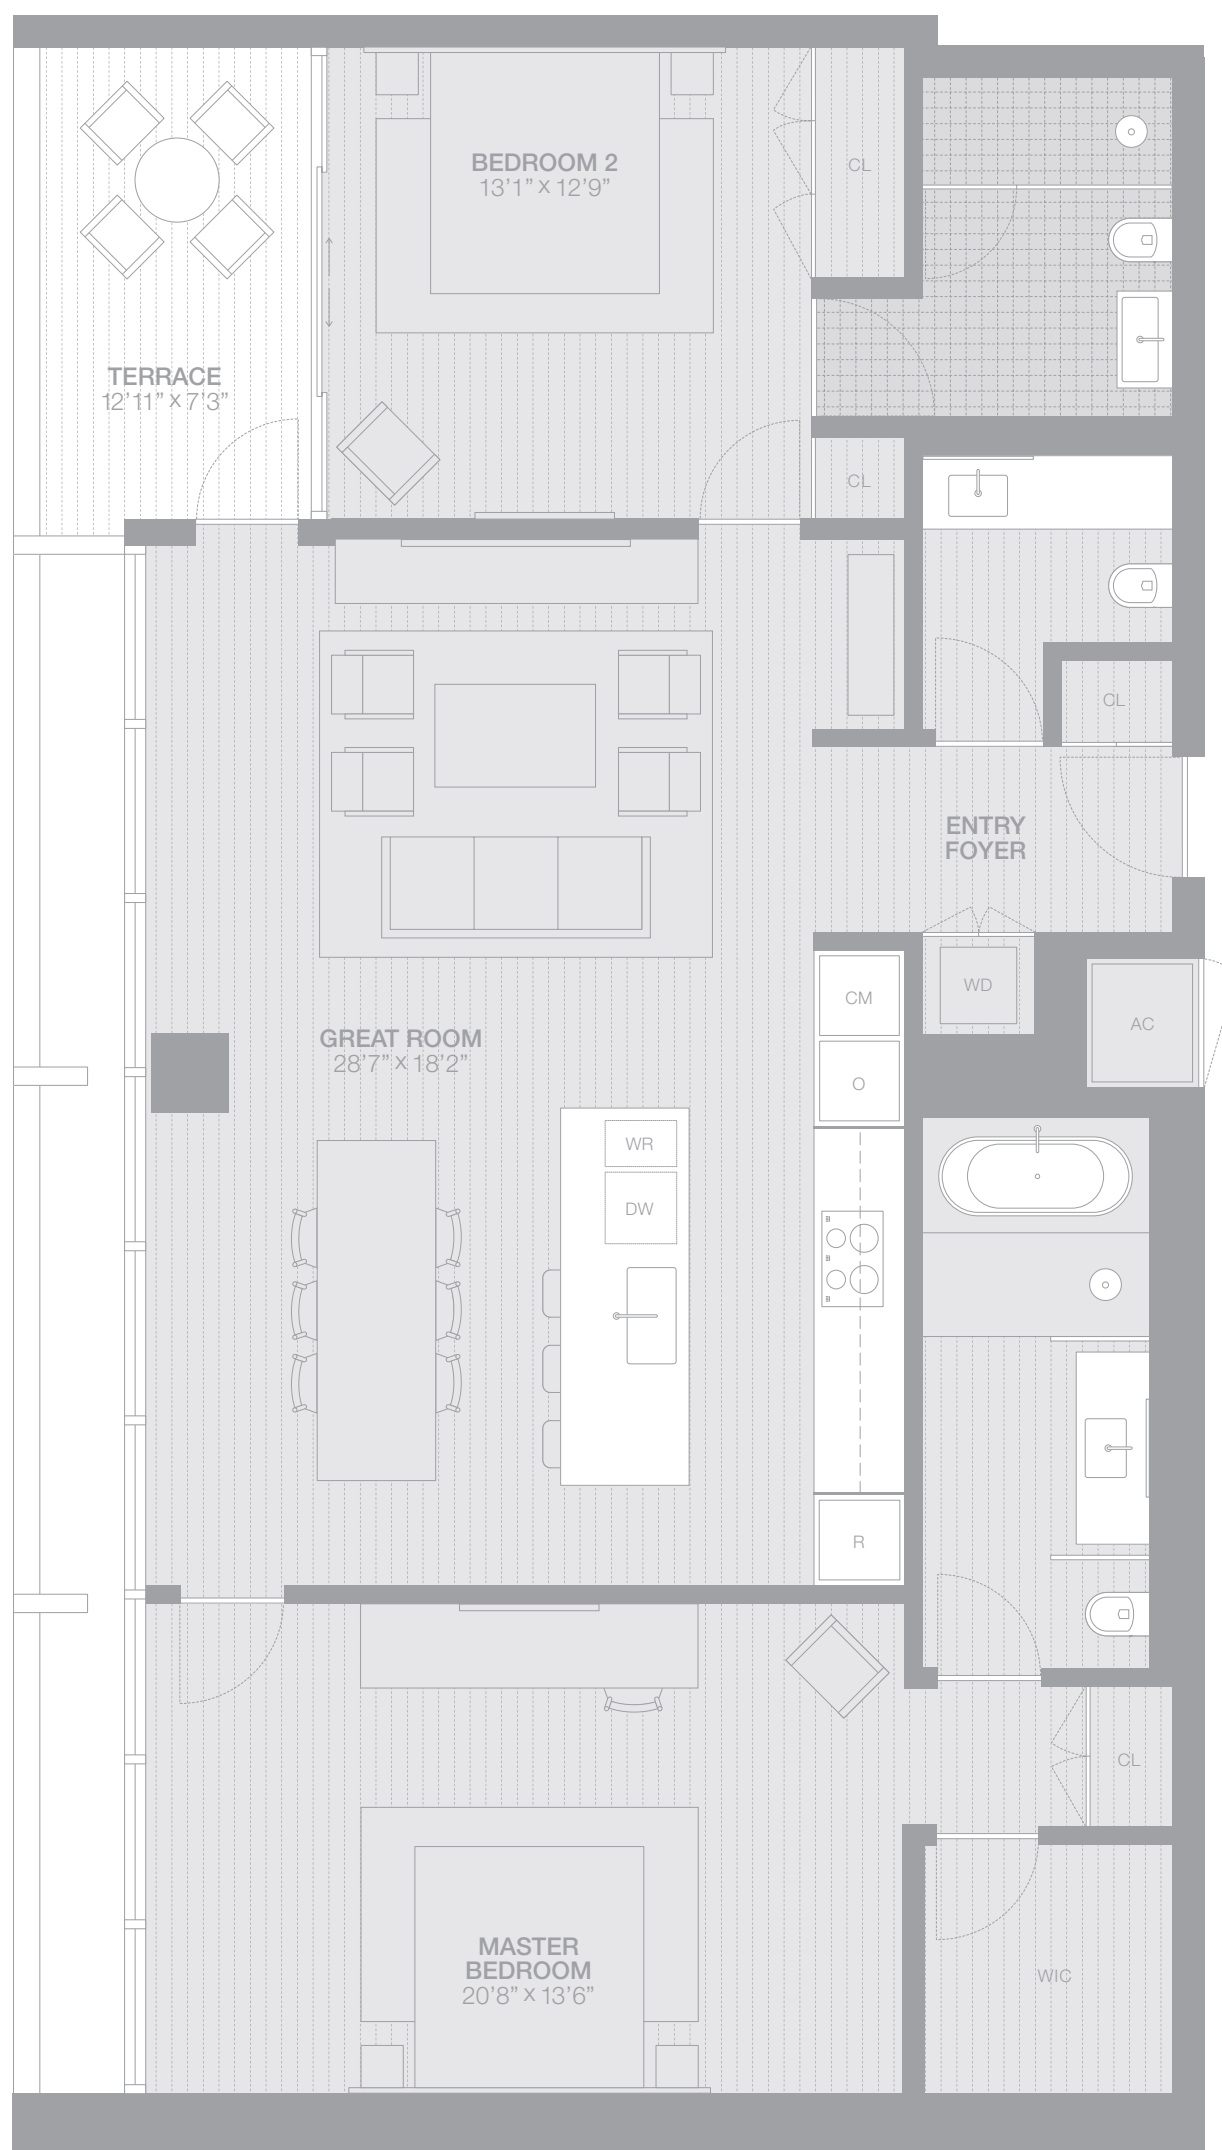 BEDROOM 2
13’1” X 12’9”
CL
TERRACE
12’11” X 7’3”
CL
CL
ENTRY
FOYER
WD
CM
AC
GREAT ROOM
28’7” X 18’2”
O
WR
DW
R
CL
MASTER
BEDROOM
20’8” X 13’6”
WIC